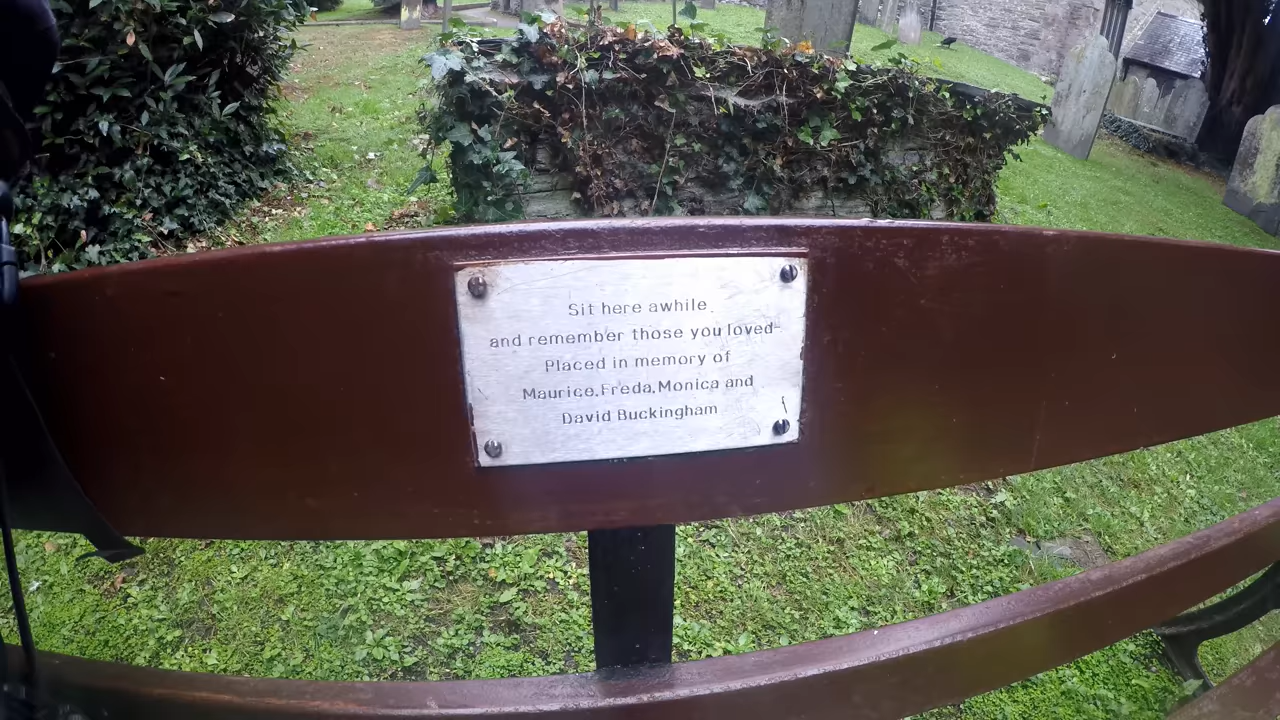 Sit here awhile
and remember those you loved-
Placed in memory of
Maurice,Freda,Monica and
David Buckingham